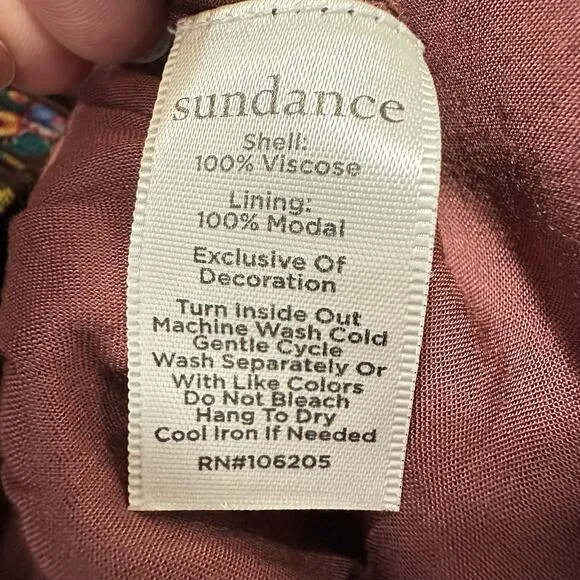 sundance
Shell:
100% Viscose
Lining:
100% Modal
Exclusive Of
Decoration
Turn Inside Out
Machine Wash Cold
Gentle Cycle
Wash Separately Or
With Like Colors
Do Not Bleach
Hang To Dry
Cool Iron If Needed
RN#106205